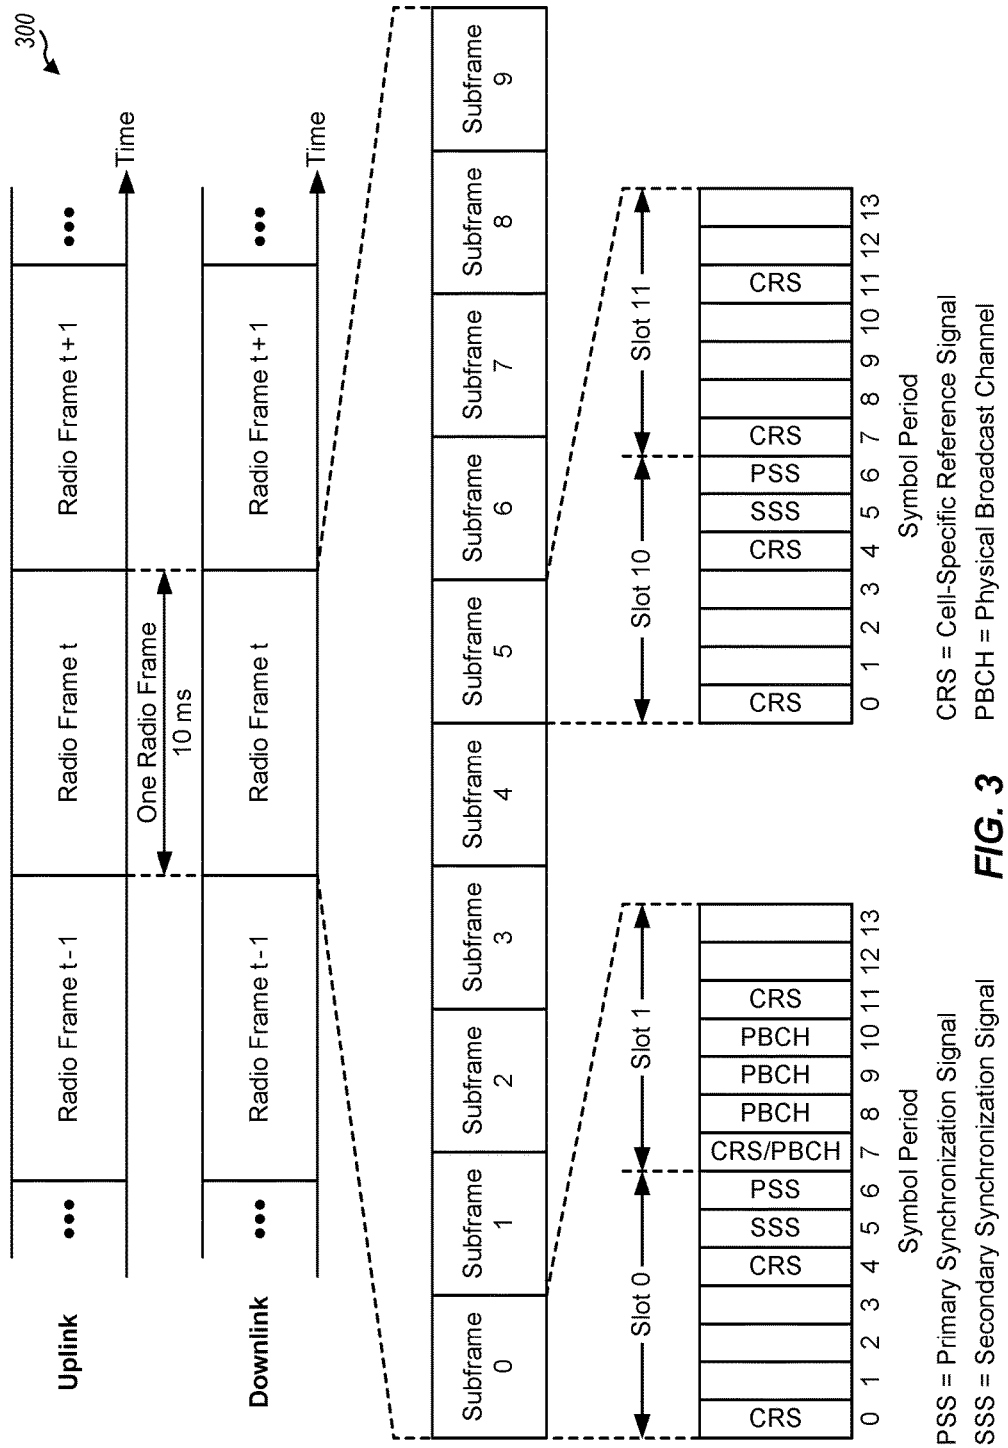 300
Uplink
•••
Radio Frame t - 1
Radio Frame t
Radio Frame t + 1
•••
Time
One Radio Frame
10 ms
Downlink
•••
Radio Frame t - 1
Radio Frame t
Radio Frame t + 1
•••
Time
Subframe
0
Subframe
1
Subframe
2
Subframe
3
Subframe
4
Subframe
5
Subframe
6
Subframe
7
Subframe
8
Subframe
9
Slot 0
Slot 1
CRS
CRS
SSS
PSS
CRS/PBCH
PBCH
PBCH
PBCH
CRS
0 1 2 3 4 5 6 7 8 9 10 11 12 13
Symbol Period
Slot 10
Slot 11
CRS
CRS
SSS
PSS
CRS
CRS
0 1 2 3 4 5 6 7 8 9 10 11 12 13
Symbol Period
PSS = Primary Synchronization Signal
SSS = Secondary Synchronization Signal
CRS = Cell-Specific Reference Signal
PBCH = Physical Broadcast Channel
FIG. 3